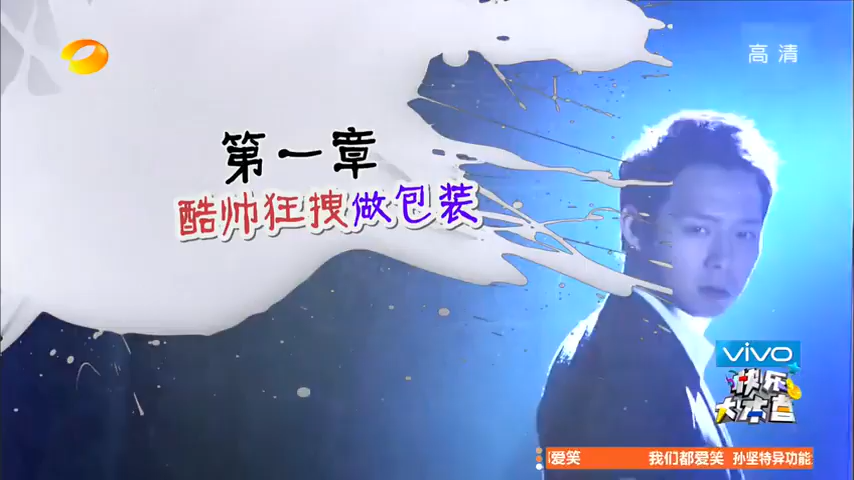 高清
第一章
酷帅狂拽做包装
vivo
快乐大本营
爱笑 我们都爱笑 孙坚特异功能